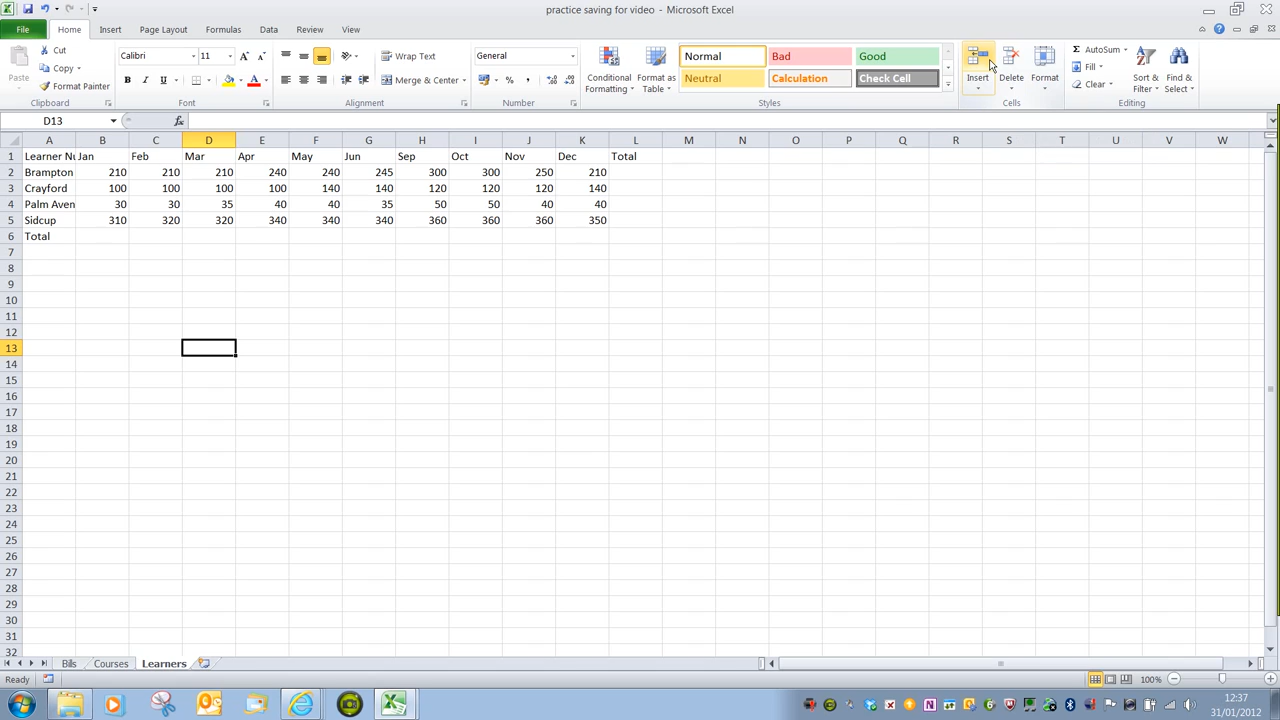 practice saving for video - Microsoft Excel
File Home Insert Page Layout Formulas Data Review View
Paste Cut Copy Format Painter Clipboard
Calibri 11 A A B I U A Font
Wrap Text Merge & Center Alignment
General % , Number
Conditional Formatting Format as Table
Normal Bad Good
Neutral Calculation Check Cell
Styles
Insert Delete Format Cells
Σ AutoSum Fill Clear Sort & Filter Find & Select Editing
D13 fx
A B C D E F G H I J K L M N O P Q R S T U V W
1 Learner Nu Jan Feb Mar Apr May Jun Sep Oct Nov Dec Total
2 Brampton 210 210 210 240 240 245 300 300 250 210
3 Crayford 100 100 100 100 140 140 120 120 120 140
4 Palm Aven 30 30 35 40 40 35 50 50 40 40
5 Sidcup 310 320 320 340 340 340 360 360 360 350
6 Total
7
8
9
10
11
12
13
14
15
16
17
18
19
20
21
22
23
24
25
26
27
28
29
30
31
32
Bills Courses Learners
Ready 100%
12:37
31/01/2012